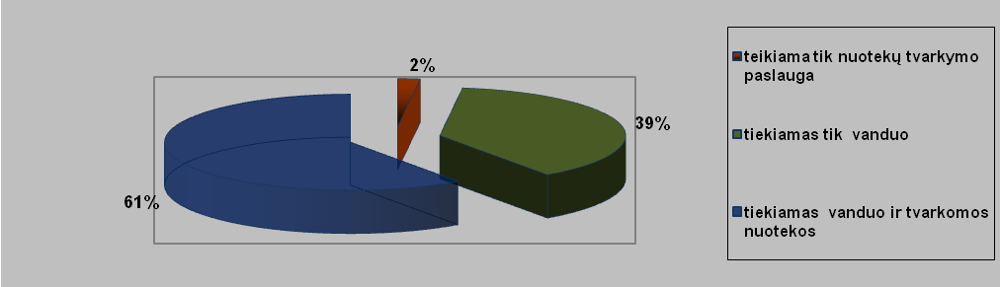 2%
39%
61%
teikiama tik nuotekų tvarkymo
paslauga
tiekiamas tik vanduo
tiekiamas vanduo ir tvarkomos
nuotekos